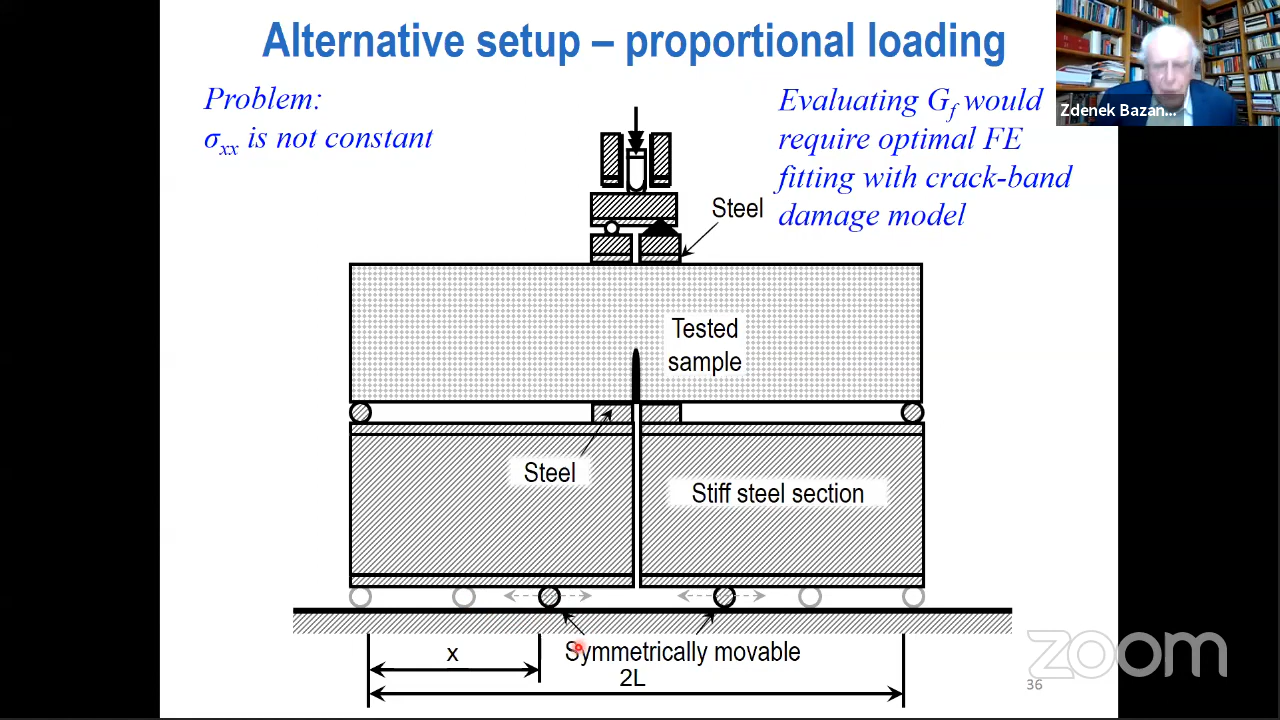 Alternative setup – proportional loading
Problem:
σxx is not constant
Evaluating Gf would
require optimal FE
fitting with crack-band
damage model
Zdenek Bazan...
Steel
Tested
sample
Steel
Stiff steel section
Symmetrically movable
x
2L
36
zoom